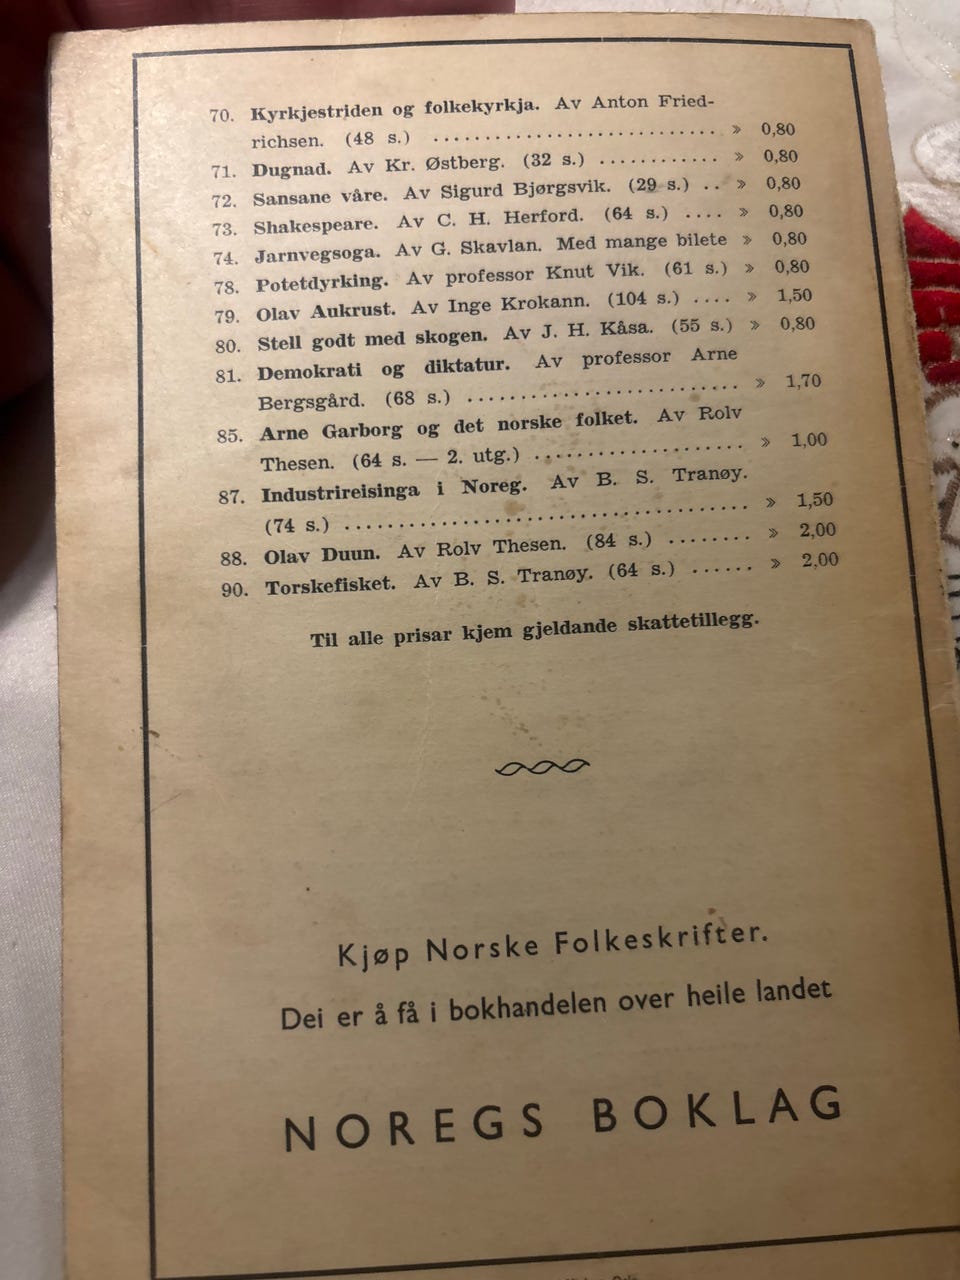 70. Kyrkjestriden og folkekyrkja. Av Anton Fried-
richsen. (48 s.) .............................. » 0,80
71. Dugnad. Av Kr. Østberg. (32 s.) ............. » 0,80
72. Sansane våre. Av Sigurd Bjørgsvik. (29 s.) .. » 0,80
73. Shakespeare. Av C. H. Herford. (64 s.) .... » 0,80
74. Jarnvegsoga. Av G. Skavlan. Med mange bilete » 0,80
78. Potetdyrking. Av professor Knut Vik. (61 s.) » 0,80
79. Olav Aukrust. Av Inge Krokann. (104 s.) .... » 1,50
80. Stell godt med skogen. Av J. H. Kåsa. (55 s.) » 0,80
81. Demokrati og diktatur. Av professor Arne
Bergsgård. (68 s.) .............................. » 1,70
85. Arne Garborg og det norske folket. Av Rolv
Thesen. (64 s. — 2. utg.) ....................... » 1,00
87. Industrireisinga i Noreg. Av B. S. Tranøy.
(74 s.) ............................................ » 1,50
88. Olav Duun. Av Rolv Thesen. (84 s.) ........ » 2,00
90. Torskefisket. Av B. S. Tranøy. (64 s.) ...... » 2,00
Til alle prisar kjem gjeldande skattetillegg.
Kjøp Norske Folkeskrifter.
Dei er å få i bokhandelen over heile landet
NOREGS BOKLAG